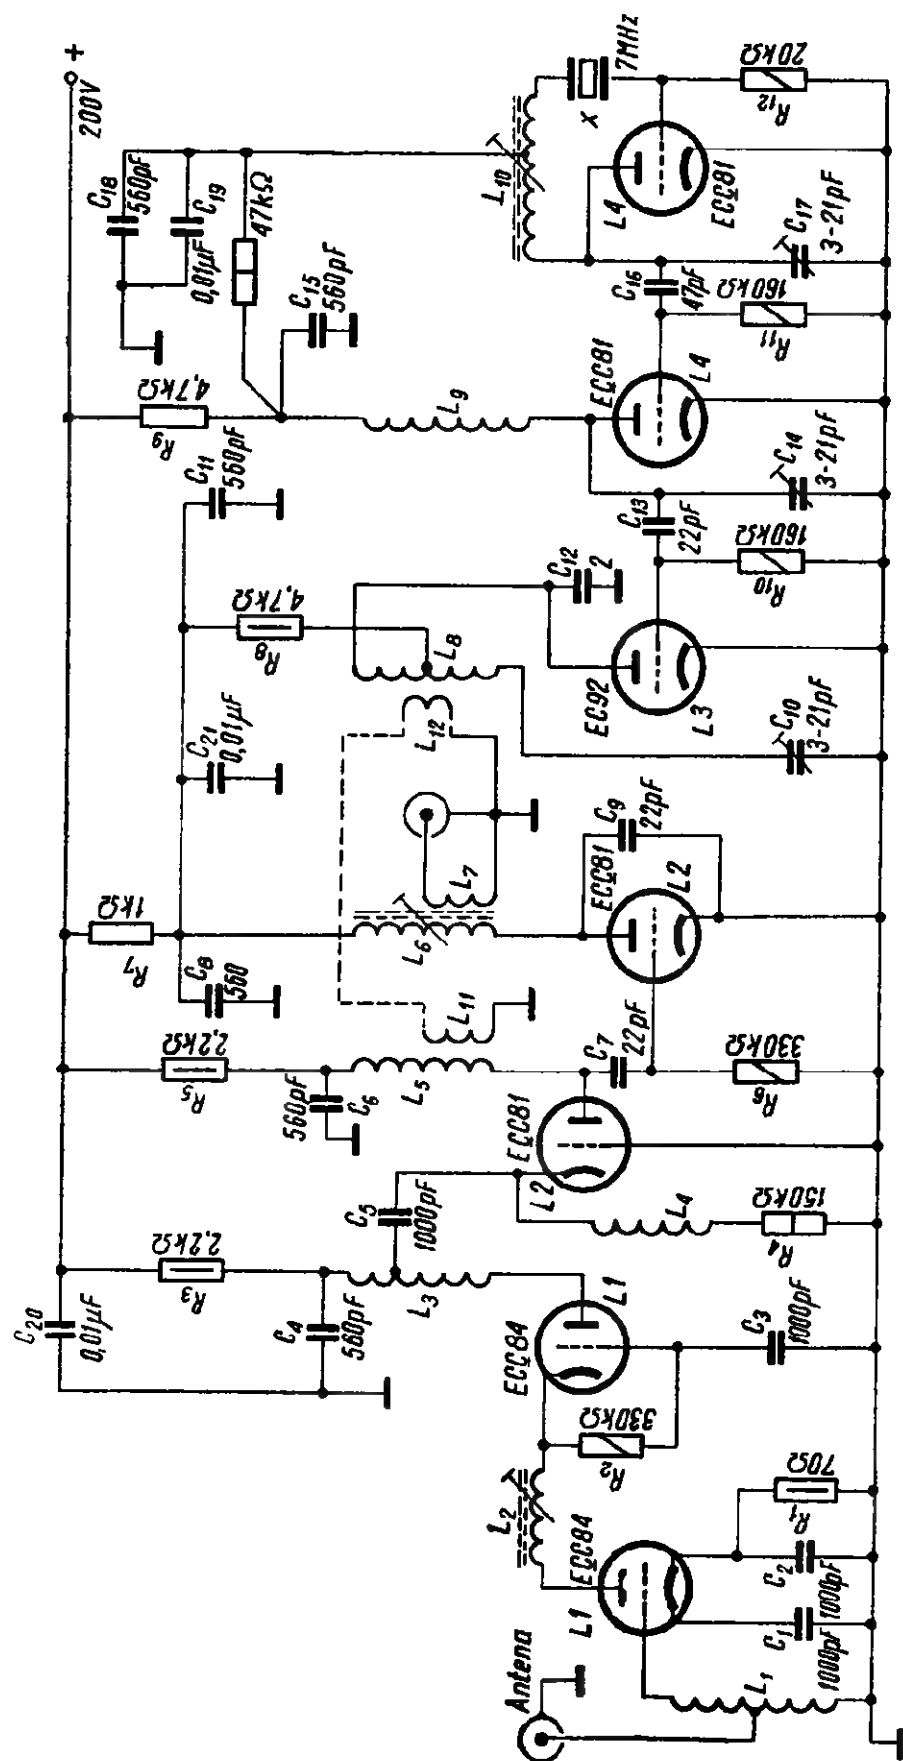 Antena
L1
L1
ECC84
C1
1000pF
C2
1000pF
R1
70Ω
L2
R2
330kΩ
ECC84
L1
C3
1000pF
C20
0,01µF
C4
560pF
R3
2,2kΩ
L3
C5
1000pF
L2
ECC81
L4
R4
150kΩ
R5
2,2kΩ
560pF
C6
L5
C7
22pF
R6
330kΩ
R7
1kΩ
C8
560
L11
L6
L7
ECC81
L2
C9
22pF
C21
0,01µF
L12
L8
R8
4,7kΩ
C10
3-21pF
EC92
L3
C11
560pF
C12
2
C13
22pF
R10
160kΩ
R9
4,7kΩ
L9
C14
3-21pF
ECC81
L4
C15
560pF
47kΩ
C16
47pF
R11
160kΩ
C18
560pF
C19
0,01µF
L10
C17
3-21pF
L4
ECC81
X
7MHz
R12
20kΩ
200V
+